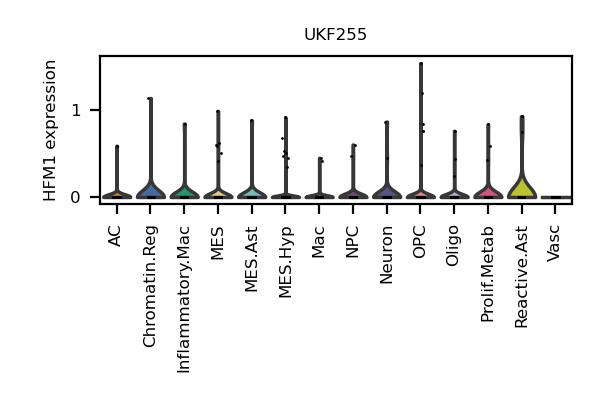 UKF255
HFM1 expression
1
0
AC
Chromatin.Reg
Inflammatory.Mac
MES
MES.Ast
MES.Hyp
Mac
NPC
Neuron
OPC
Oligo
Prolif.Metab
Reactive.Ast
Vasc